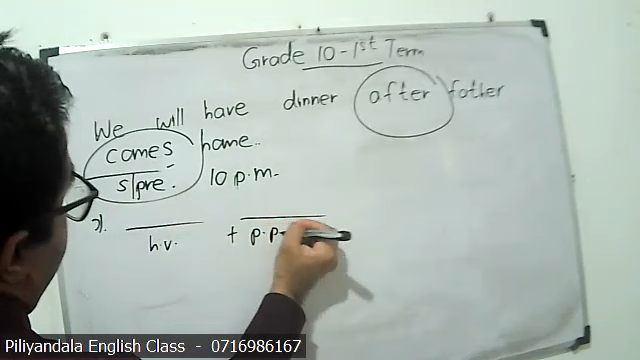 Grade 10 - 1st Term
We will have dinner after father
comes home..
s/pre. 10 p.m.
h.v. + p.p
Piliyandala English Class - 0716986167